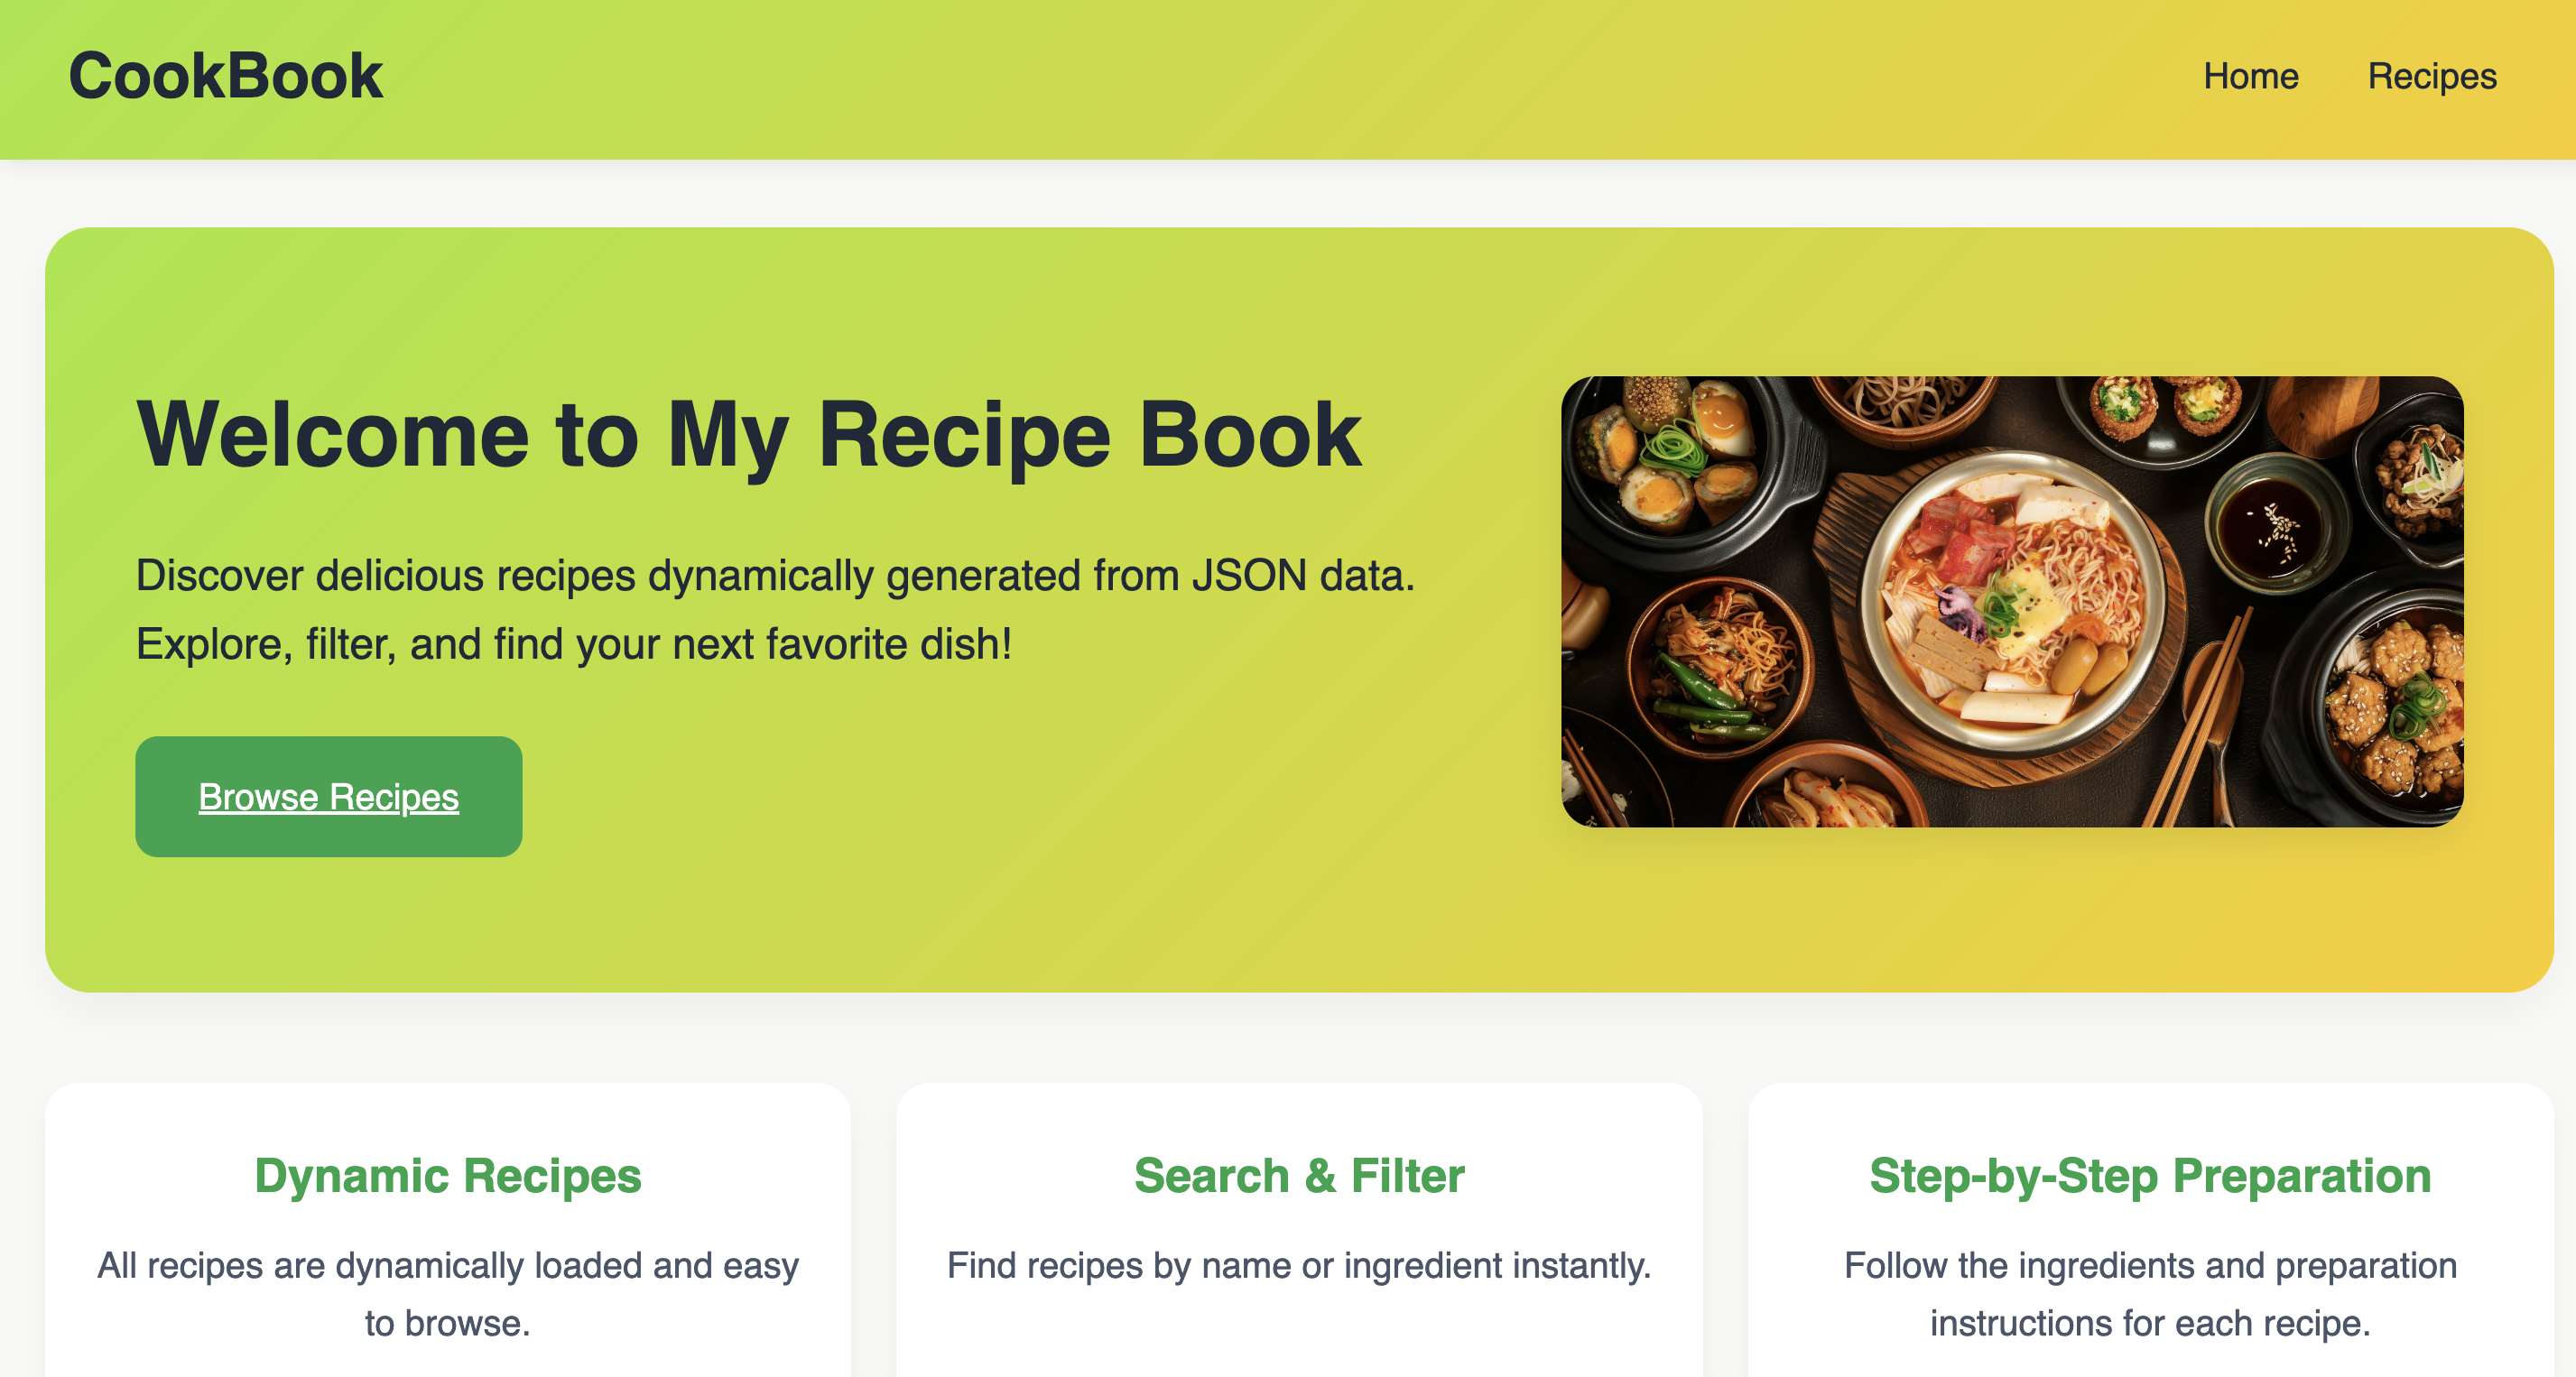 CookBook
Home
Recipes
Welcome to My Recipe Book
Discover delicious recipes dynamically generated from JSON data.
Explore, filter, and find your next favorite dish!
Browse Recipes
Dynamic Recipes
All recipes are dynamically loaded and easy
to browse.
Search & Filter
Find recipes by name or ingredient instantly.
Step-by-Step Preparation
Follow the ingredients and preparation
instructions for each recipe.